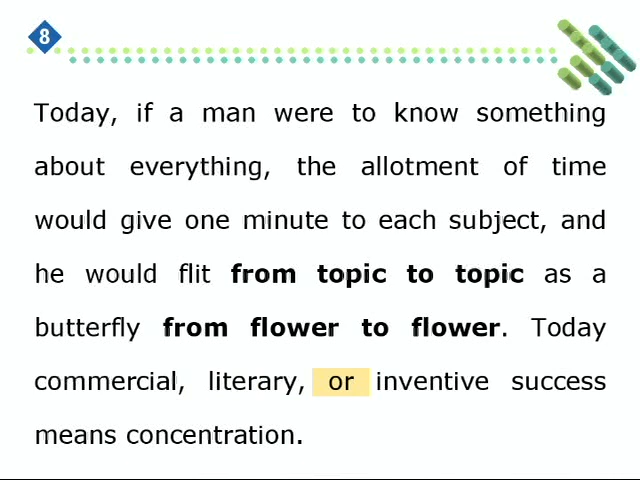 8
Today, if a man were to know something
about everything, the allotment of time
would give one minute to each subject, and
he would flit from topic to topic as a
butterfly from flower to flower. Today
commercial, literary, or inventive success
means concentration.